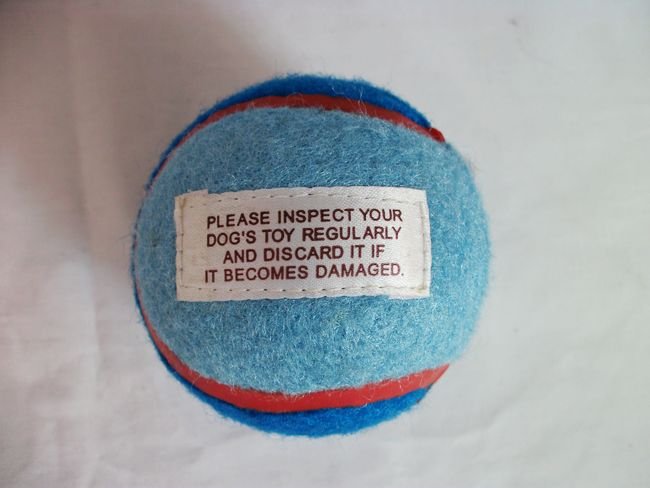 PLEASE INSPECT YOUR
DOG'S TOY REGULARLY
AND DISCARD IT IF
IT BECOMES DAMAGED.